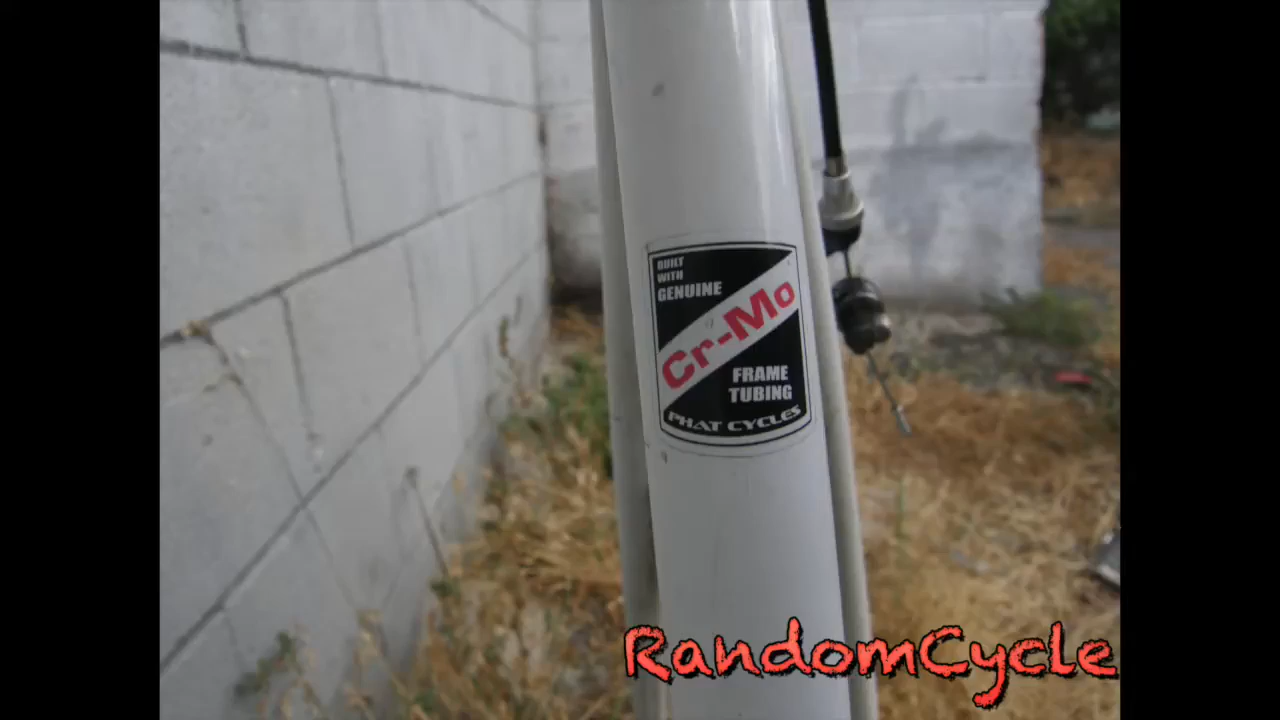 BUILT
WITH
GENUINE
Cr-Mo
FRAME
TUBING
PHAT CYCLES
RandomCycle